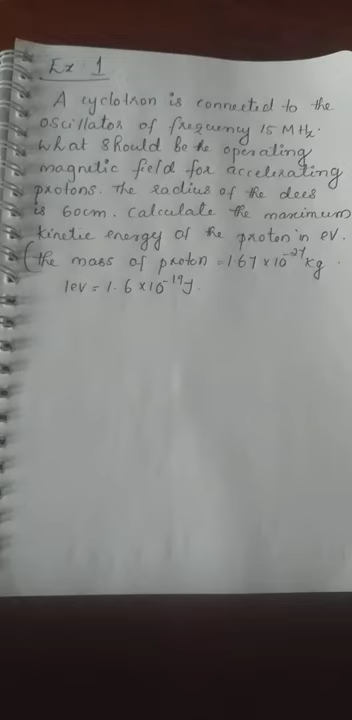 Ex 1
A cyclotron is connected to the
oscillator of frequency 15 MHz.
What should be the operating
magnetic field for accelerating
protons. The radius of the dees
is 60cm. Calculate the maximum
kinetic energy of the proton in eV.
(The mass of proton = 1.67 × 10⁻²⁷ kg.
1ev = 1.6 × 10⁻¹⁹J.